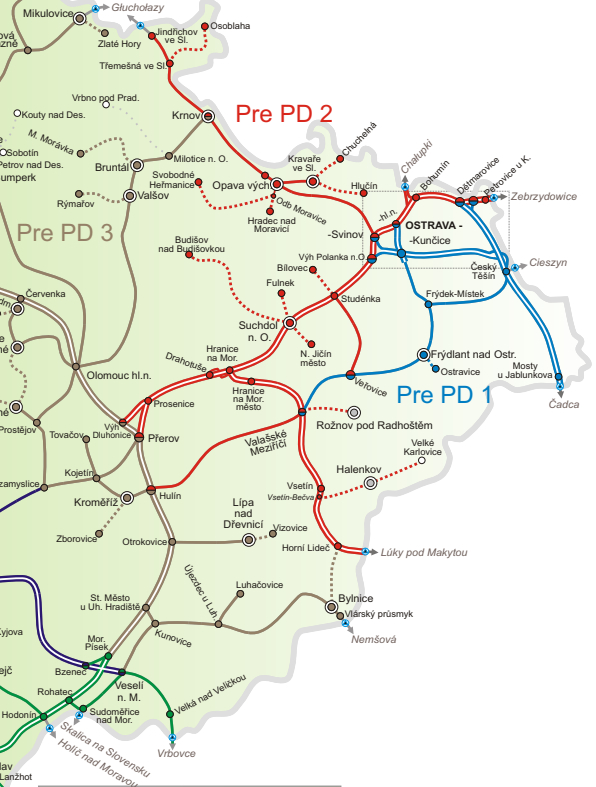 Głuchołazy
Mikulovice
Osoblaha
Zlaté Hory
Jindřichov
ve Sl.
ová
zné
Třemešná ve Sl.
Vrbno pod Prad.
Krnov
Pre PD 2
Kouty nad Des.
M. Morávka
Chuchelná
Sobotín
Petrov nad Des.
umperk
Bruntál
Milotice n. O.
Kravaře
ve Sl.
Chałupki
Svobodné
Heřmanice
Opava vých.
Hlučín
Bohumín
Dětmarovice
Petrovice u K.
Zebrzydowice
Rýmařov
Valšov
Odb Moravice
Hradec nad
Moravicí
-hl.n.
OSTRAVA -
-Svinov
-Kunčice
Pre PD 3
Budišov
nad Budišovkou
Výh Polanka n.O.
Bílovec
Český
Těšín
Cieszyn
Fulnek
Studénka
Frýdek-Místek
Červenka
dm
Suchdol
n. O.
Hranice
na Mor.
Drahotuše
N. Jičín
město
Frýdlant nad Ostr.
Ostravice
Mosty
u Jablunkova
né
Olomouc hl.n.
Veřovice
Pre PD 1
Čadca
né
Prosenice
Hranice
na Mor.
město
Rožnov pod Radhoštěm
Prostějov
Tovačov
Výh
Dluhonice
Přerov
Valašské
Meziříčí
Velké
Karlovice
Kojetín
Halenkov
zamyslice
Kroměříž
Hulín
Vsetín
Vsetín-Bečva
Lípa
nad
Dřevnicí
Vizovice
Zborovice
Otrokovice
Horní Lideč
Lúky pod Makytou
Újezdec u Luh.
Luhačovice
St. Město
u Uh. Hradiště
Bylnice
Vlárský průsmyk
Kyjova
Kunovice
Nemšová
Mor.
Písek
ejč
Bzenec
Veselí
n. M.
Rohatec
Velká nad Veličkou
Hodonín
Sudoměřice
nad Mor.
Skalica na Slovensku
Holíč nad Moravou
Vrbovce
lav
Lanžhot